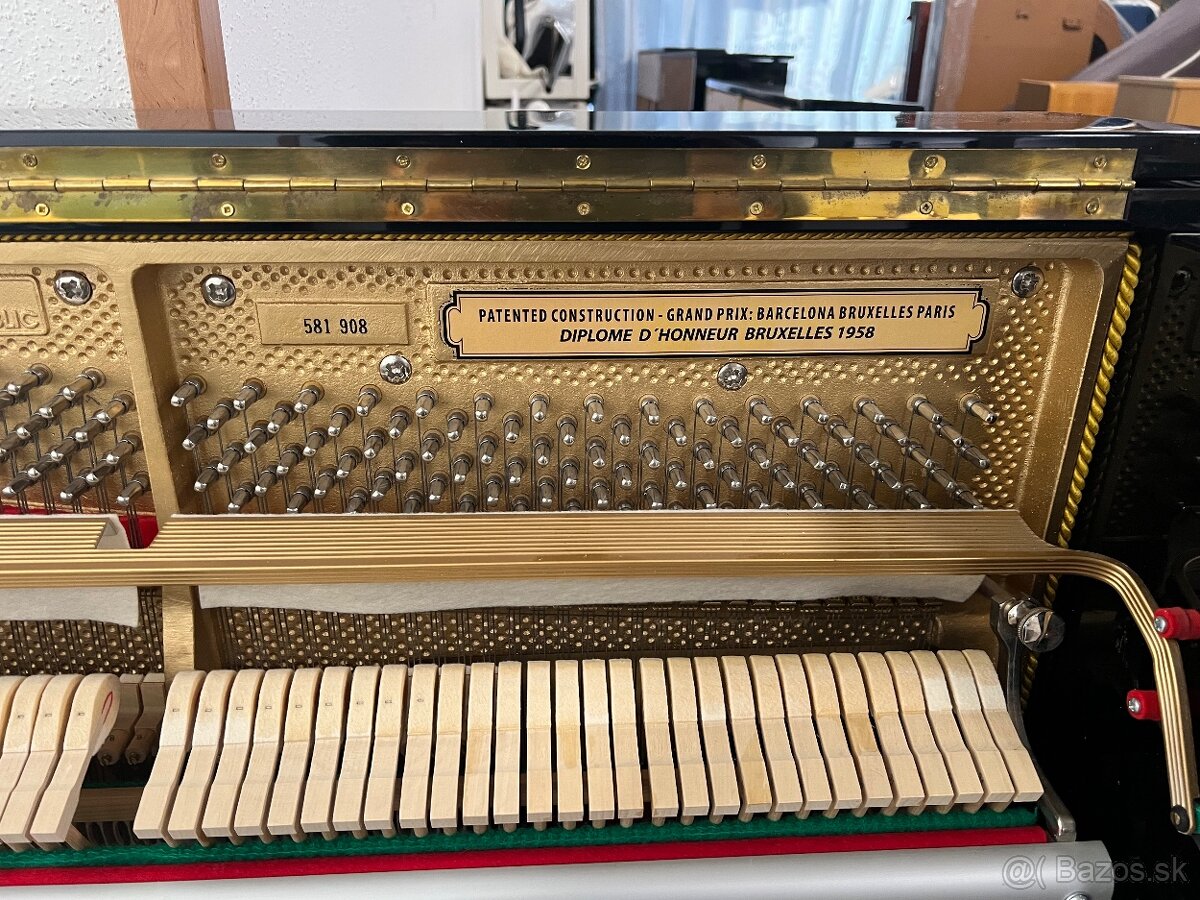 581 908
PATENTED CONSTRUCTION - GRAND PRIX: BARCELONA BRUXELLES PARIS
DIPLOME D´HONNEUR BRUXELLES 1958
Bazos.sk